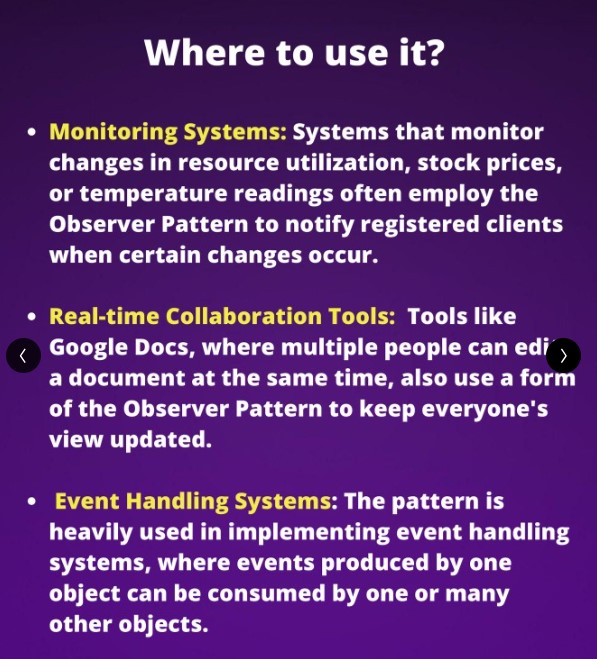 Where to use it?
• Monitoring Systems: Systems that monitor
changes in resource utilization, stock prices,
or temperature readings often employ the
Observer Pattern to notify registered clients
when certain changes occur.
• Real-time Collaboration Tools:  Tools like
Google Docs, where multiple people can edit
a document at the same time, also use a form
of the Observer Pattern to keep everyone's
view updated.
• Event Handling Systems: The pattern is
heavily used in implementing event handling
systems, where events produced by one
object can be consumed by one or many
other objects.